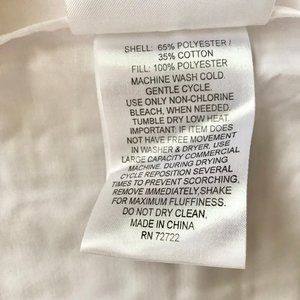 SHELL: 65% POLYESTER /
35% COTTON
FILL: 100% POLYESTER
MACHINE WASH COLD.
GENTLE CYCLE.
USE ONLY NON-CHLORINE
BLEACH, WHEN NEEDED.
TUMBLE DRY LOW HEAT.
IMPORTANT: IF ITEM DOES
NOT HAVE FREE MOVEMENT
IN WASHER & DRYER, USE
LARGE CAPACITY COMMERCIAL
MACHINE. DURING DRYING
CYCLE REPOSITION SEVERAL
TIMES TO PREVENT SCORCHING.
REMOVE IMMEDIATELY, SHAKE
FOR MAXIMUM FLUFFINESS.
DO NOT DRY CLEAN.
MADE IN CHINA
RN 72722